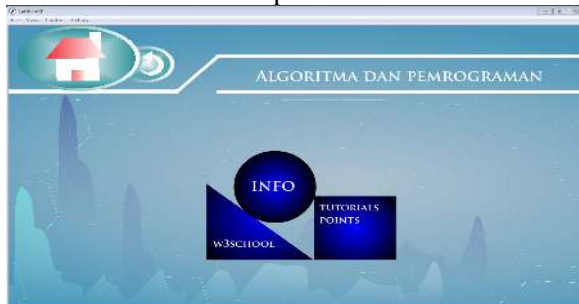 ALGORITMA DAN PEMROGRAMAN
INFO
TUTORIALS
POINTS
W3SCHOOL